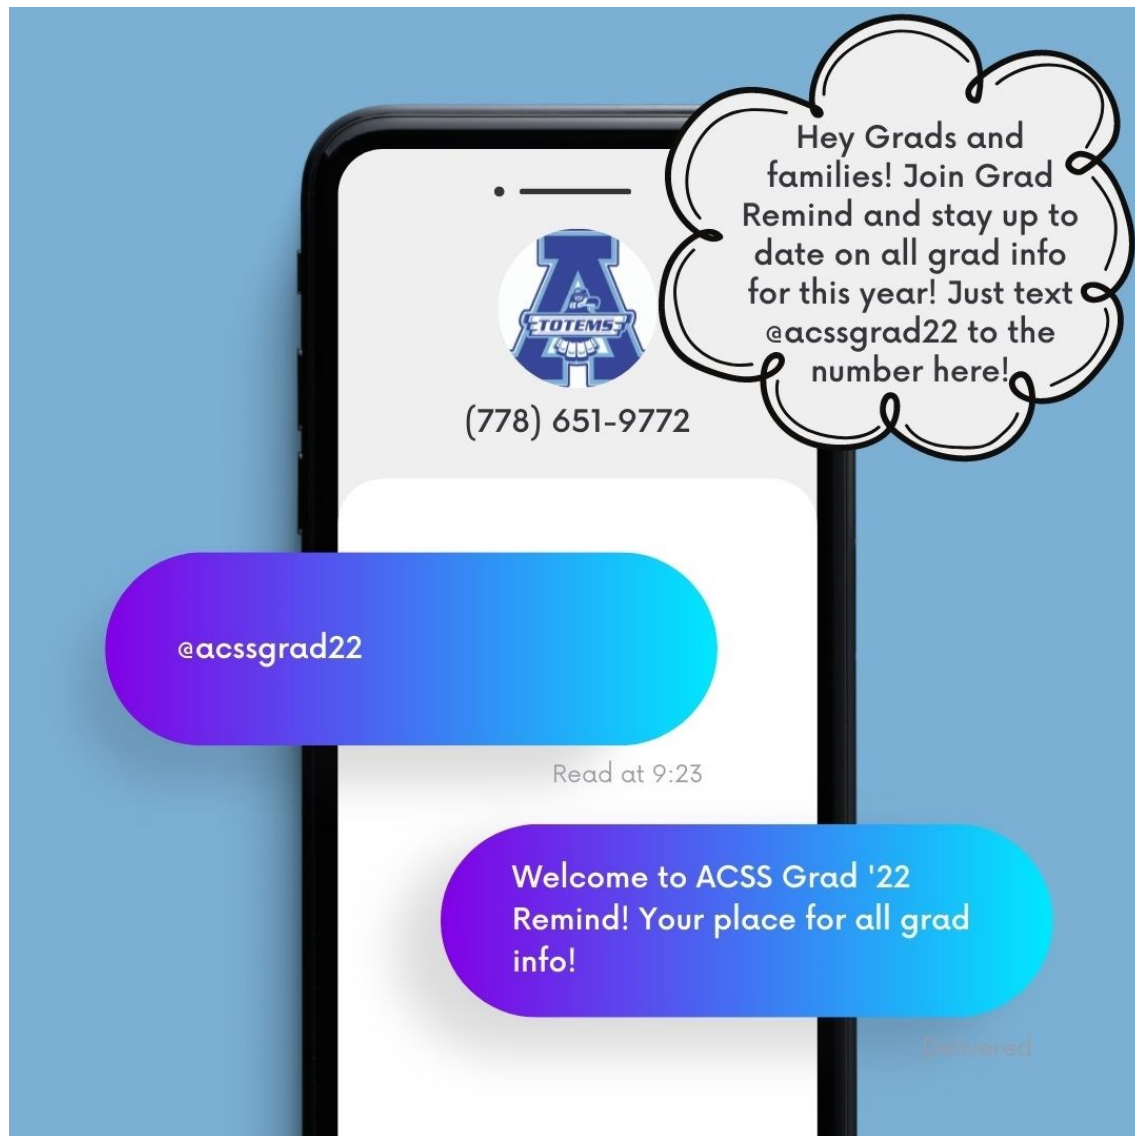 Hey Grads and
families! Join Grad
Remind and stay up to
date on all grad info
for this year! Just text
@acssgrad22 to the
number here!
TOTEMS
(778) 651-9772
@acssgrad22
Read at 9:23
Welcome to ACSS Grad '22
Remind! Your place for all grad
info!
Delivered